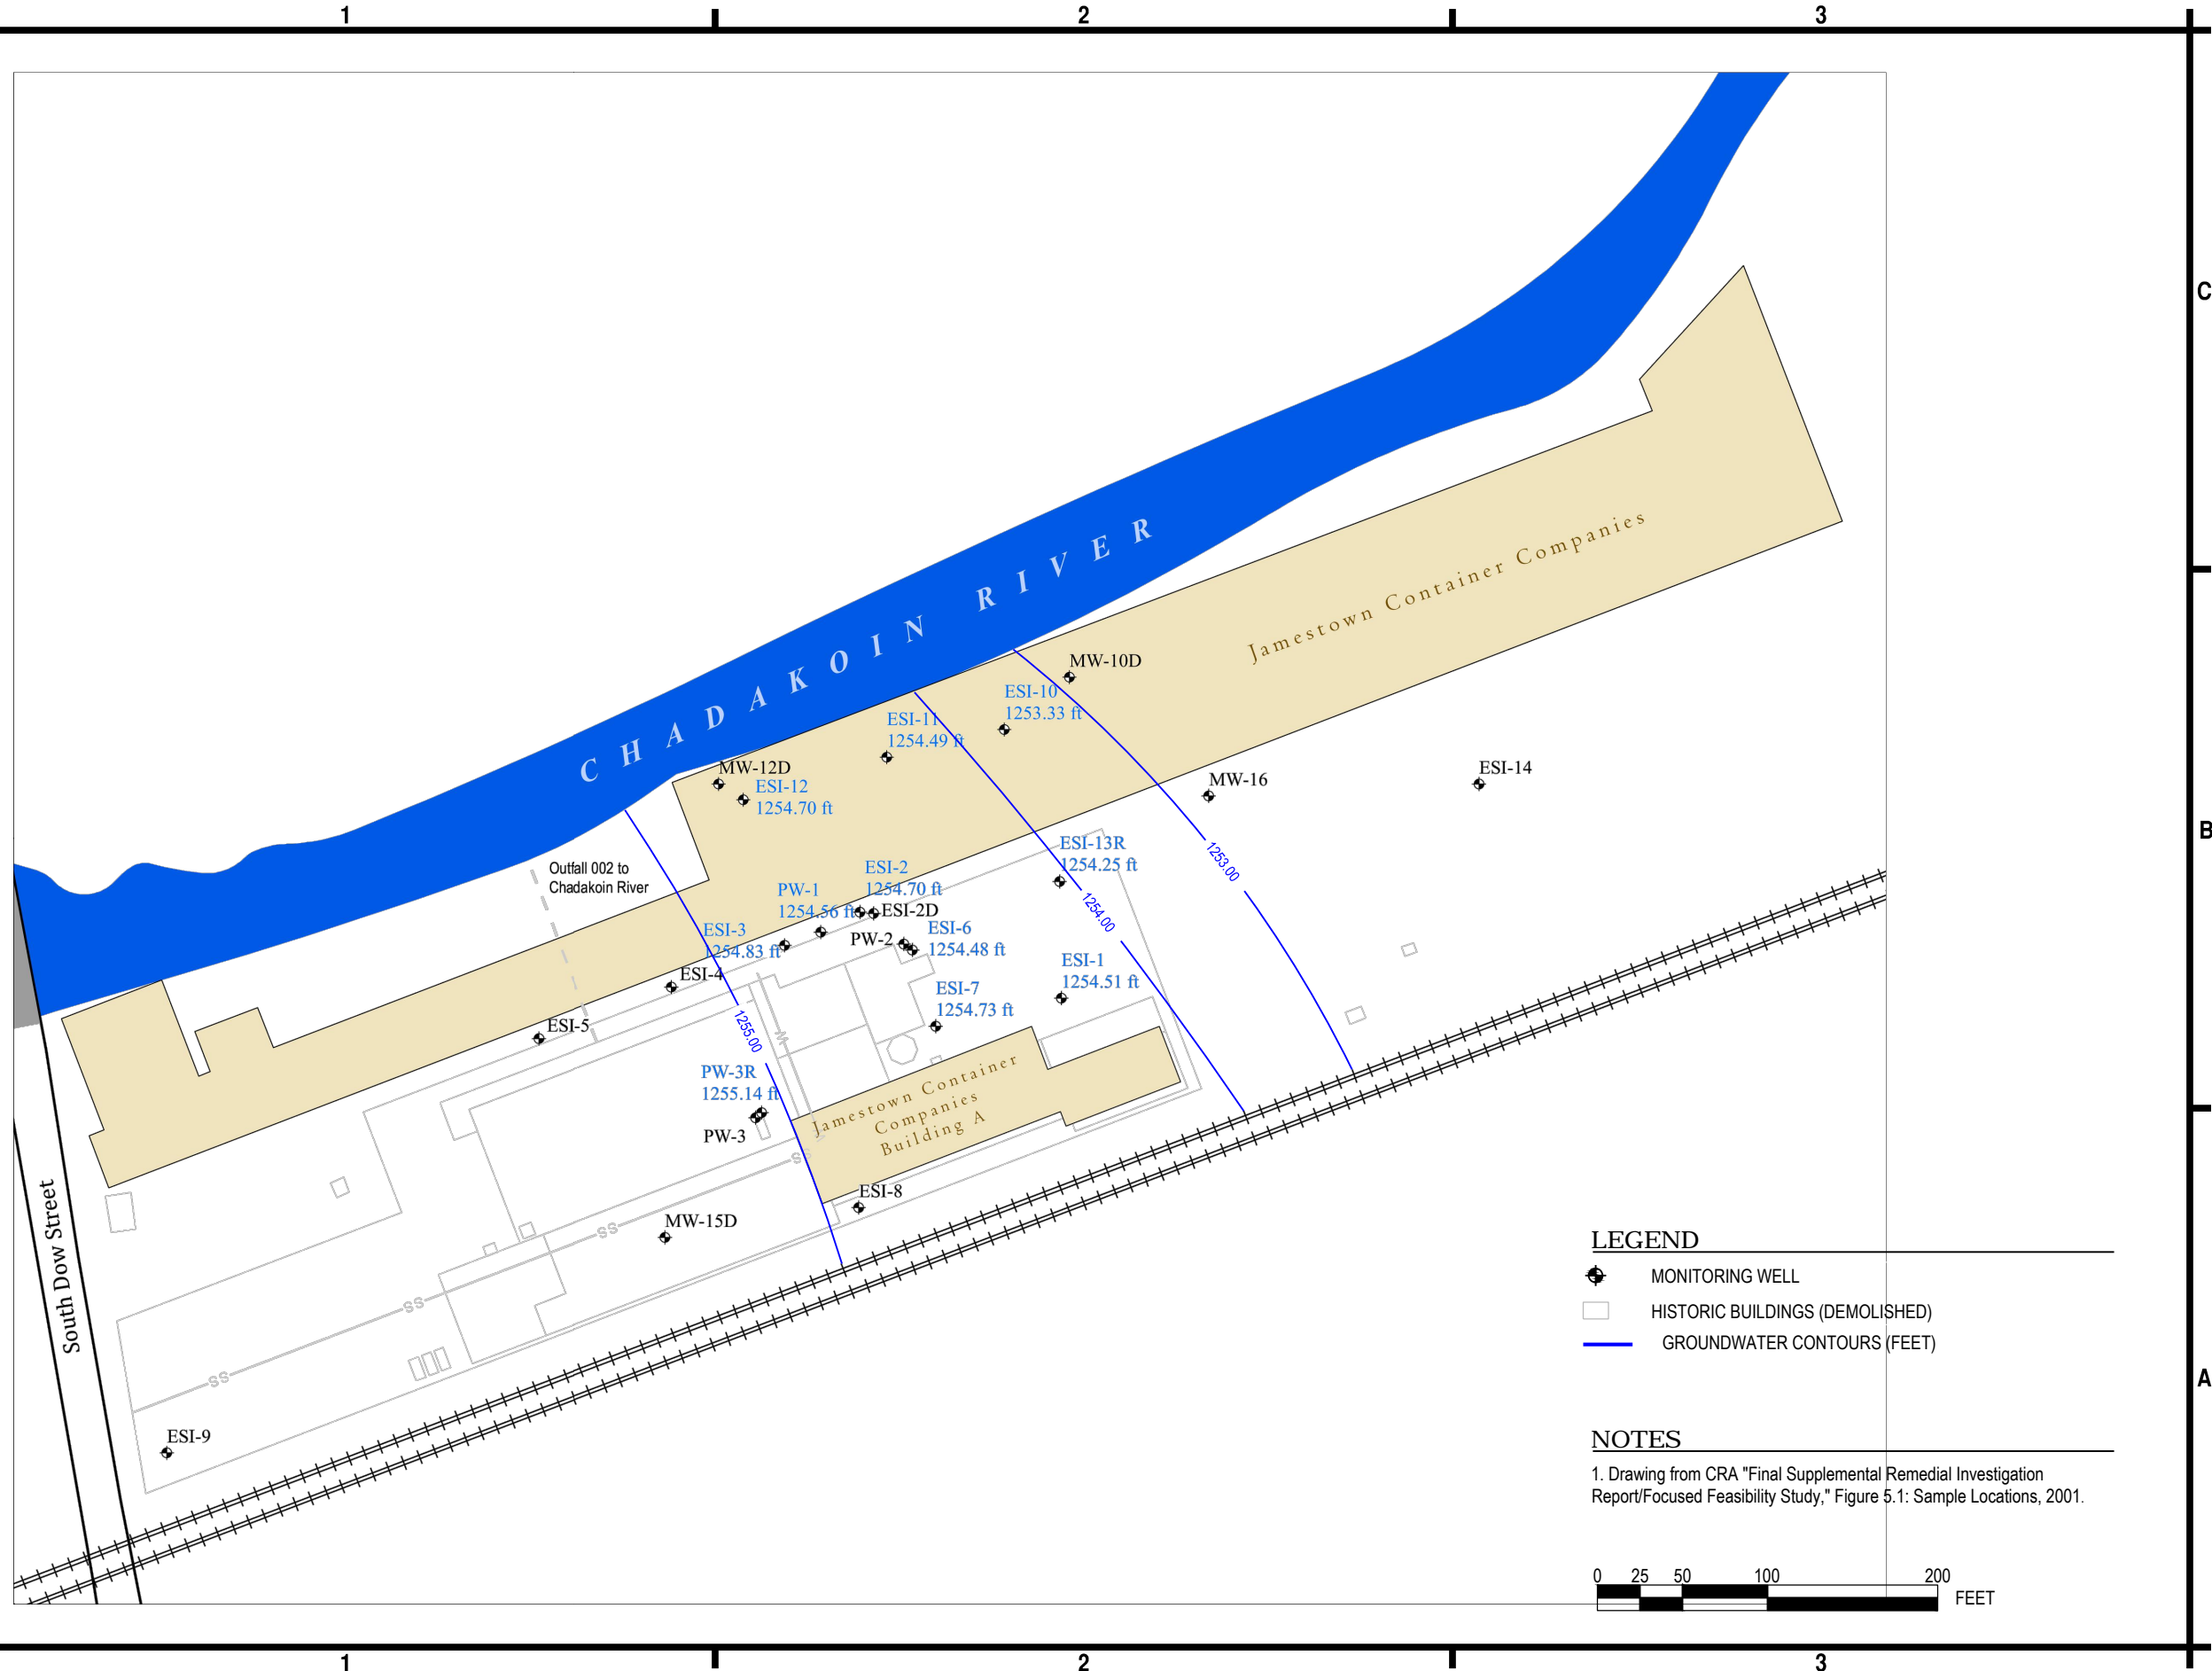 1
2
3
C
CHADAKOIN RIVER
Jamestown Container Companies
MW-10D
ESI-10
1253.33 ft
ESI-11
1254.49 ft
MW-12D
ESI-12
1254.70 ft
MW-16
ESI-14
B
Outfall 002 to
Chadakoin River
ESI-13R
1254.25 ft
1253.00
ESI-2
1254.70 ft
PW-1
1254.56 ft
ESI-2D
1254.00
ESI-3
1254.83 ft
PW-2
ESI-6
1254.48 ft
ESI-4
ESI-1
1254.51 ft
ESI-7
1254.73 ft
ESI-5
1255.00
W
PW-3R
1255.14 ft
PW-3
Jamestown Container
Companies
Building A
SS
ESI-8
MW-15D
SS
SS
SS
South Dow Street
ESI-9
LEGEND
MONITORING WELL
HISTORIC BUILDINGS (DEMOLISHED)
GROUNDWATER CONTOURS (FEET)
A
NOTES
1. Drawing from CRA "Final Supplemental Remedial Investigation
Report/Focused Feasibility Study," Figure 5.1: Sample Locations, 2001.
0 25 50 100 200
FEET
1
2
3